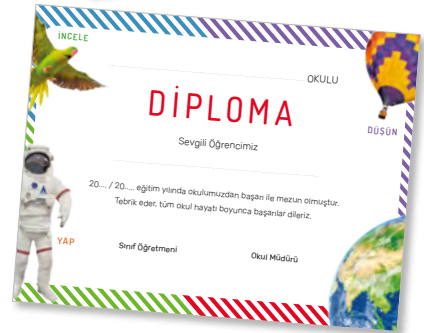 İNCELE
OKULU
DİPLOMA
DÜŞÜN
Sevgili Öğrencimiz
20.... / 20..... eğitim yılında okulumuzdan başarı ile mezun olmuştur.
Tebrik eder, tüm okul hayatı boyunca başarılar dileriz.
YAP
Sınıf Öğretmeni
Okul Müdürü